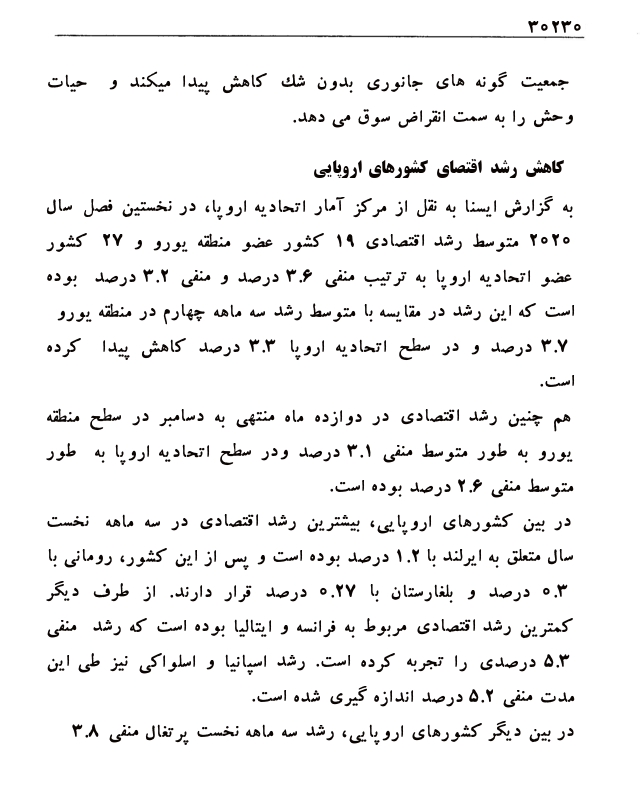 ۳۰۲۳۰
جمعیت گونه های جانوری بدون شك کاهش پیدا میکند و حیات
وحش را به سمت انقراض سوق می دهد.
کاهش رشد اقتصای کشورهای اروپایی
به گزارش ایسنا به نقل از مرکز آمار اتحادیه اروپا، در نخستین فصل سال
۲۰۲۰ متوسط رشد اقتصادی ۱۹ کشور عضو منطقه یورو و ۲۷ کشور
عضو اتحادیه اروپا به ترتیب منفی ۳.۶ درصد و منفی ۳.۲ درصد بوده
است که این رشد در مقایسه با متوسط رشد سه ماهه چهارم در منطقه یورو
۳.۷ درصد و در سطح اتحادیه اروپا ۳.۳ درصد کاهش پیدا کرده
است.
هم چنین رشد اقتصادی در دوازده ماه منتهی به دسامبر در سطح منطقه
یورو به طور متوسط منفی ۳.۱ درصد ودر سطح اتحادیه اروپا به طور
متوسط منفی ۲.۶ درصد بوده است.
در بین کشورهای اروپایی، بیشترین رشد اقتصادی در سه ماهه نخست
سال متعلق به ایرلند با ۱.۲ درصد بوده است و پس از این کشور، رومانی با
۰.۳ درصد و بلغارستان با ۰.۲۷ درصد قرار دارند. از طرف دیگر
کمترین رشد اقتصادی مربوط به فرانسه و ایتالیا بوده است که رشد منفی
۵.۳ درصدی را تجربه کرده است. رشد اسپانیا و اسلواکی نیز طی این
مدت منفی ۵.۲ درصد اندازه گیری شده است.
در بین دیگر کشورهای اروپایی، رشد سه ماهه نخست پرتغال منفی ۳.۸